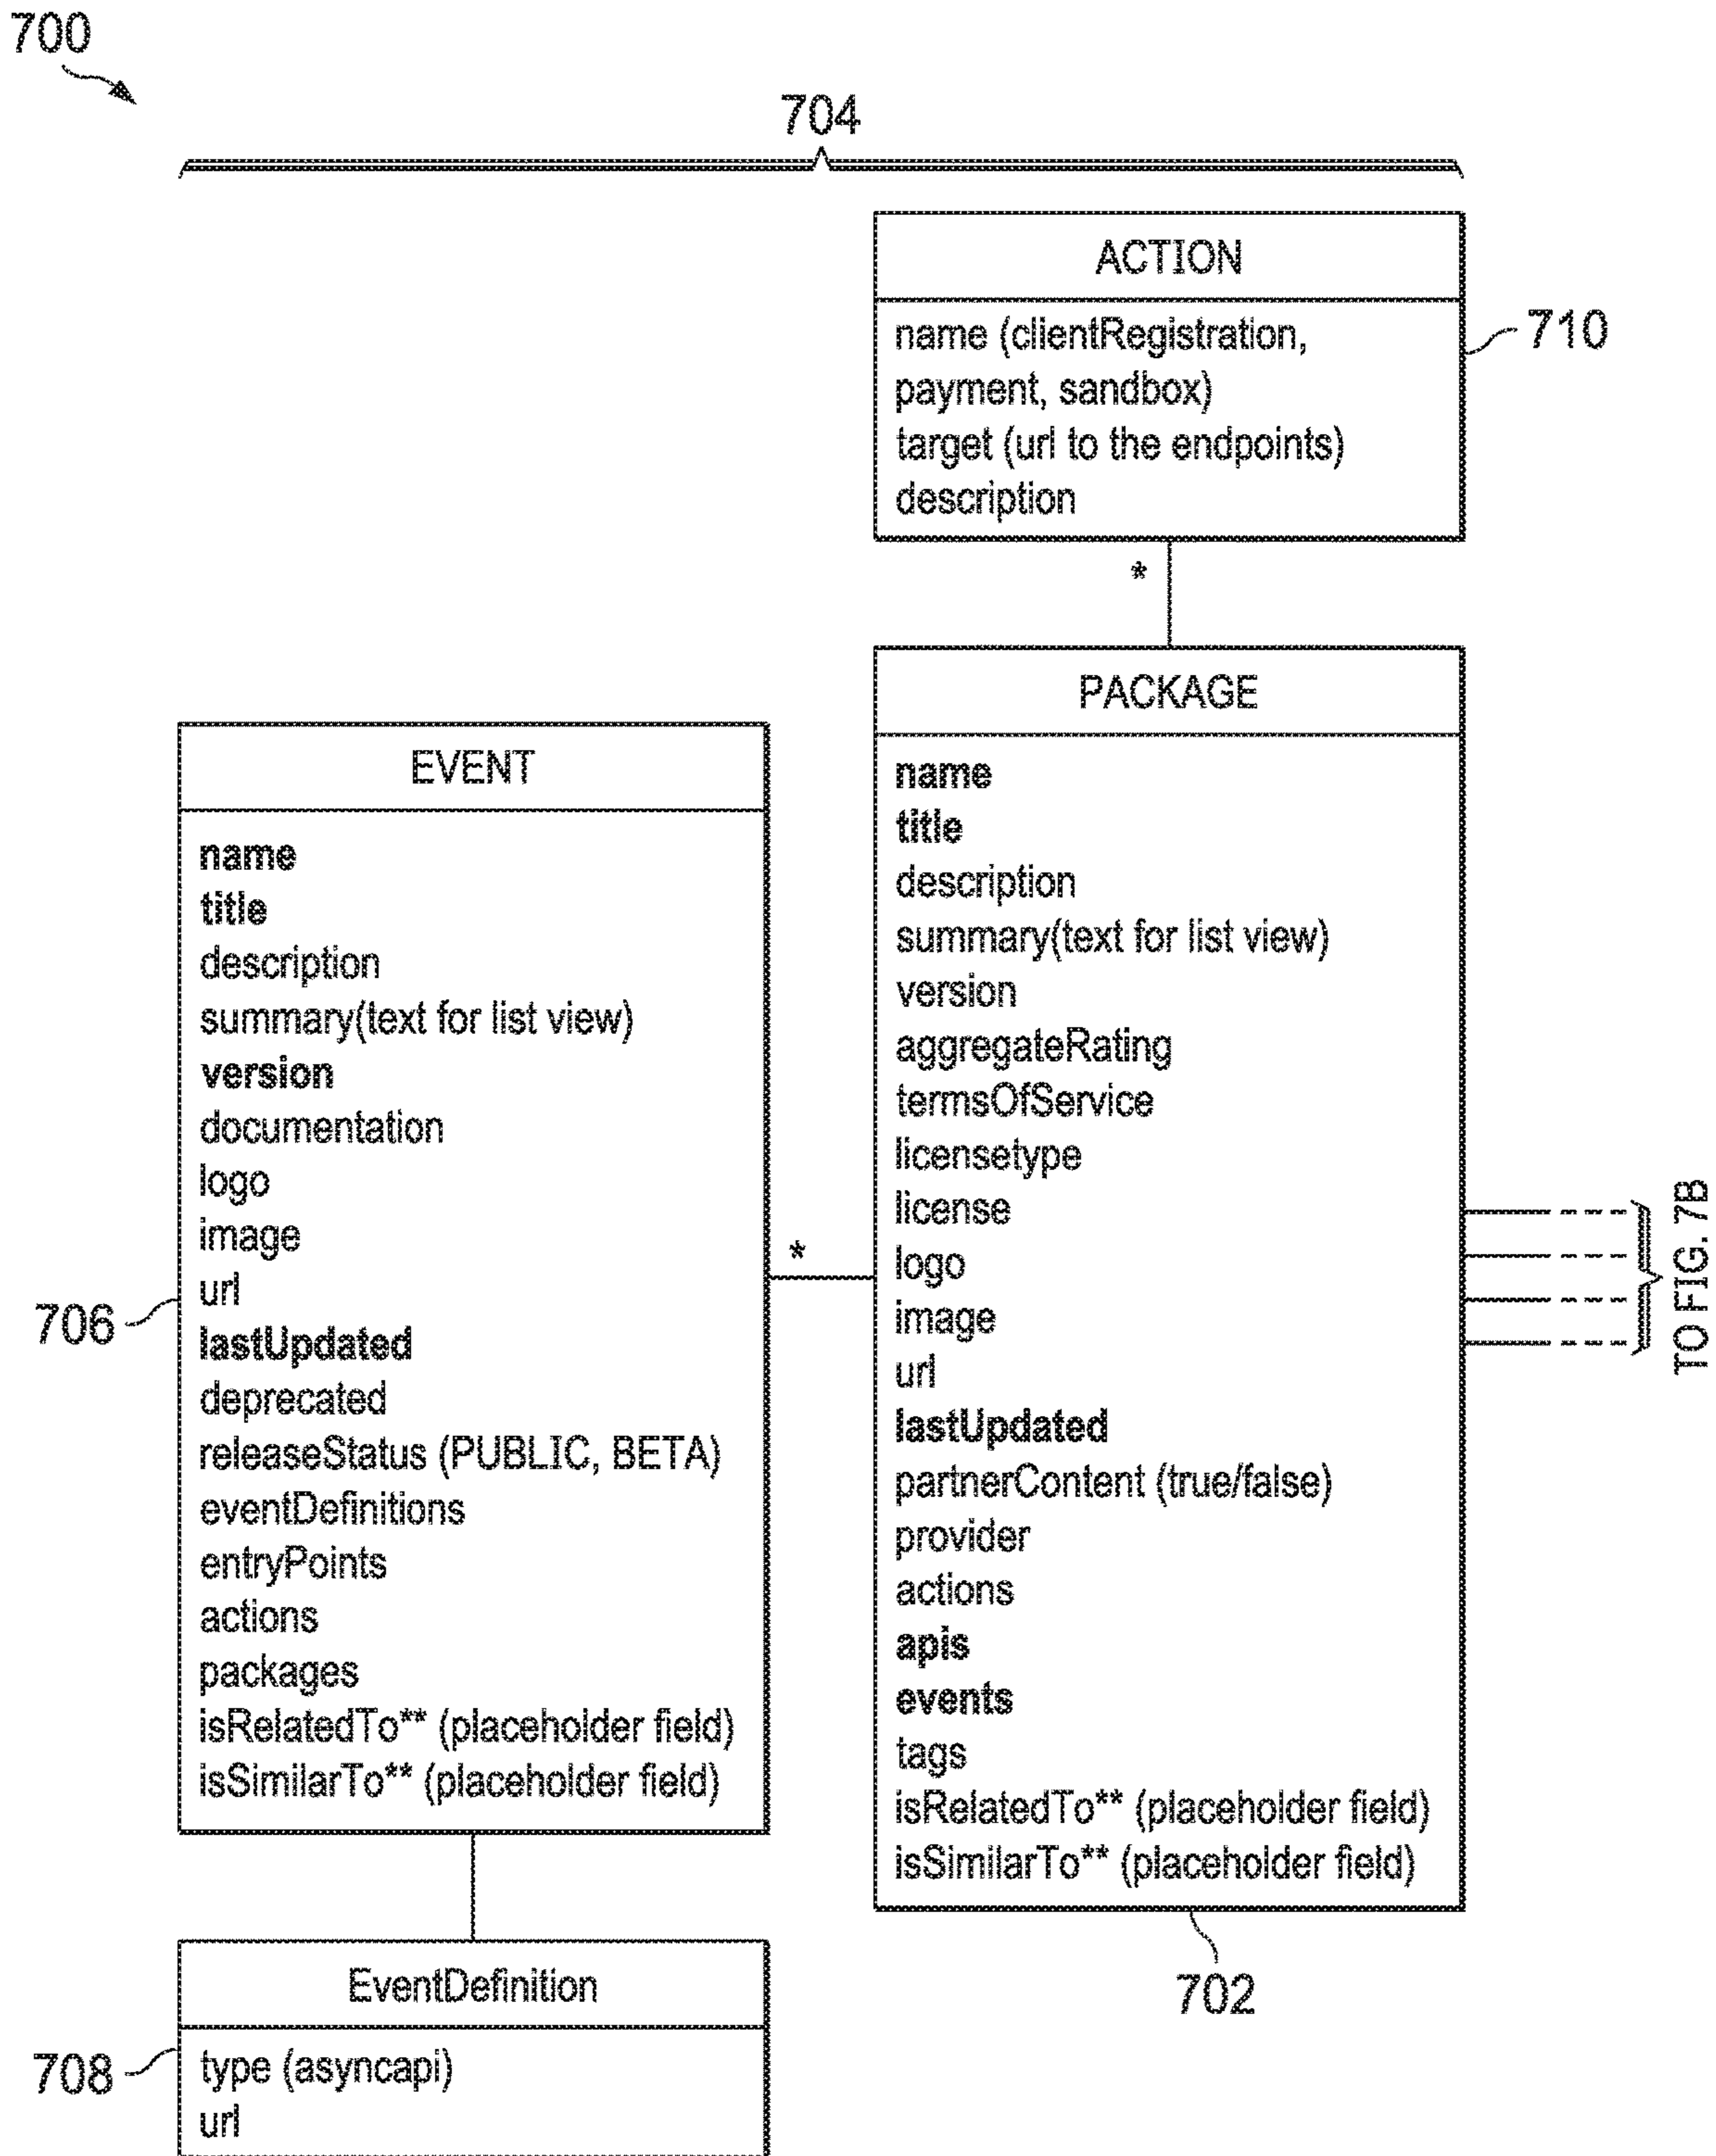 700
704
ACTION
name (clientRegistration,
payment, sandbox)
target (url to the endpoints)
description
710
*
PACKAGE
name
title
description
summary(text for list view)
version
aggregateRating
termsOfService
licensetype
license
logo
image
url
lastUpdated
partnerContent (true/false)
provider
actions
apis
events
tags
isRelatedTo** (placeholder field)
isSimilarTo** (placeholder field)
702
TO FIG. 7B
*
EVENT
name
title
description
summary(text for list view)
version
documentation
logo
image
url
lastUpdated
deprecated
releaseStatus (PUBLIC, BETA)
eventDefinitions
entryPoints
actions
packages
isRelatedTo** (placeholder field)
isSimilarTo** (placeholder field)
706
EventDefinition
type (asyncapi)
url
708